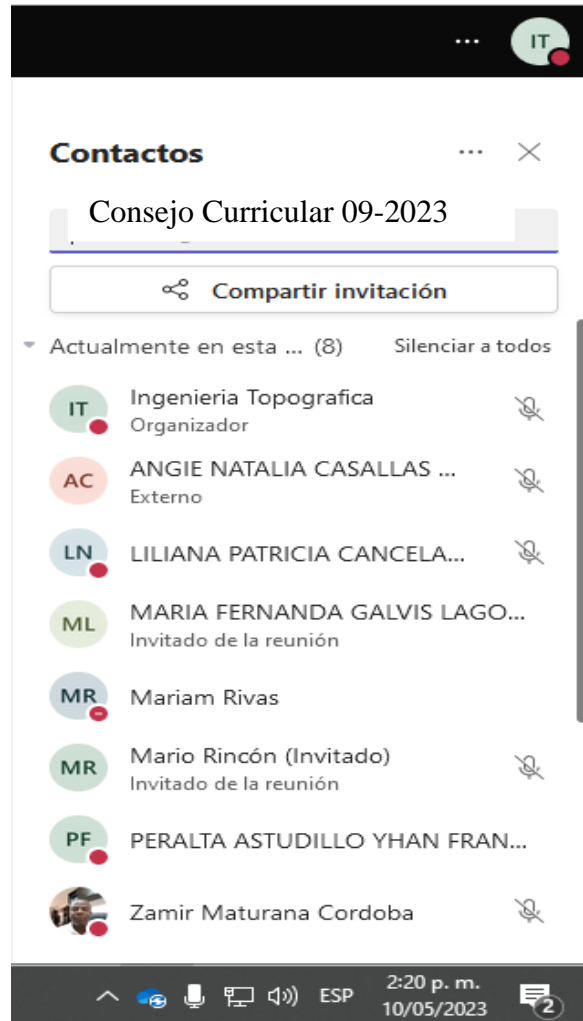 ... IT
Contactos ...
Consejo Curricular 09-2023
Compartir invitación
Actualmente en esta ... (8) Silenciar a todos
IT Ingenieria Topografica
Organizador
AC ANGIE NATALIA CASALLAS ...
Externo
LN LILIANA PATRICIA CANCELA...
ML MARIA FERNANDA GALVIS LAGO...
Invitado de la reunión
MR Mariam Rivas
MR Mario Rincón (Invitado)
Invitado de la reunión
PF PERALTA ASTUDILLO YHAN FRAN...
Zamir Maturana Cordoba
ESP 2:20 p. m.
10/05/2023 2